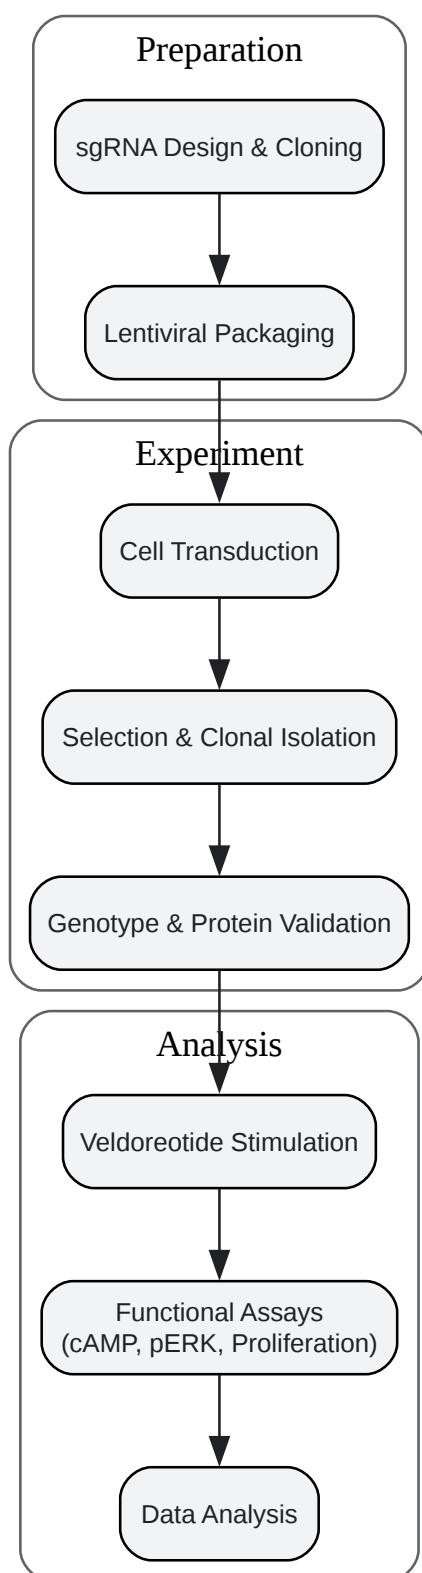 Preparation
sgRNA Design & Cloning
Lentiviral Packaging
Experiment
Cell Transduction
Selection & Clonal Isolation
Genotype & Protein Validation
Analysis
Veldoreotide Stimulation
Functional Assays
(cAMP, pERK, Proliferation)
Data Analysis